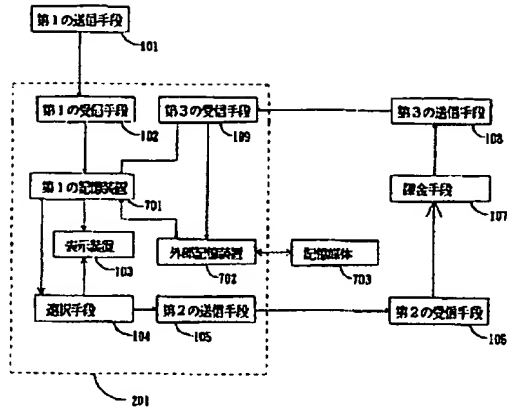 第1の送信手段
101
第1の受信手段
102
第3の受信手段
109
第3の送信手段
108
第1の記憶装置
701
課金手段
107
表示装置
103
外部記憶装置
702
記憶媒体
703
選択手段
104
第2の送信手段
105
第2の受信手段
106
201